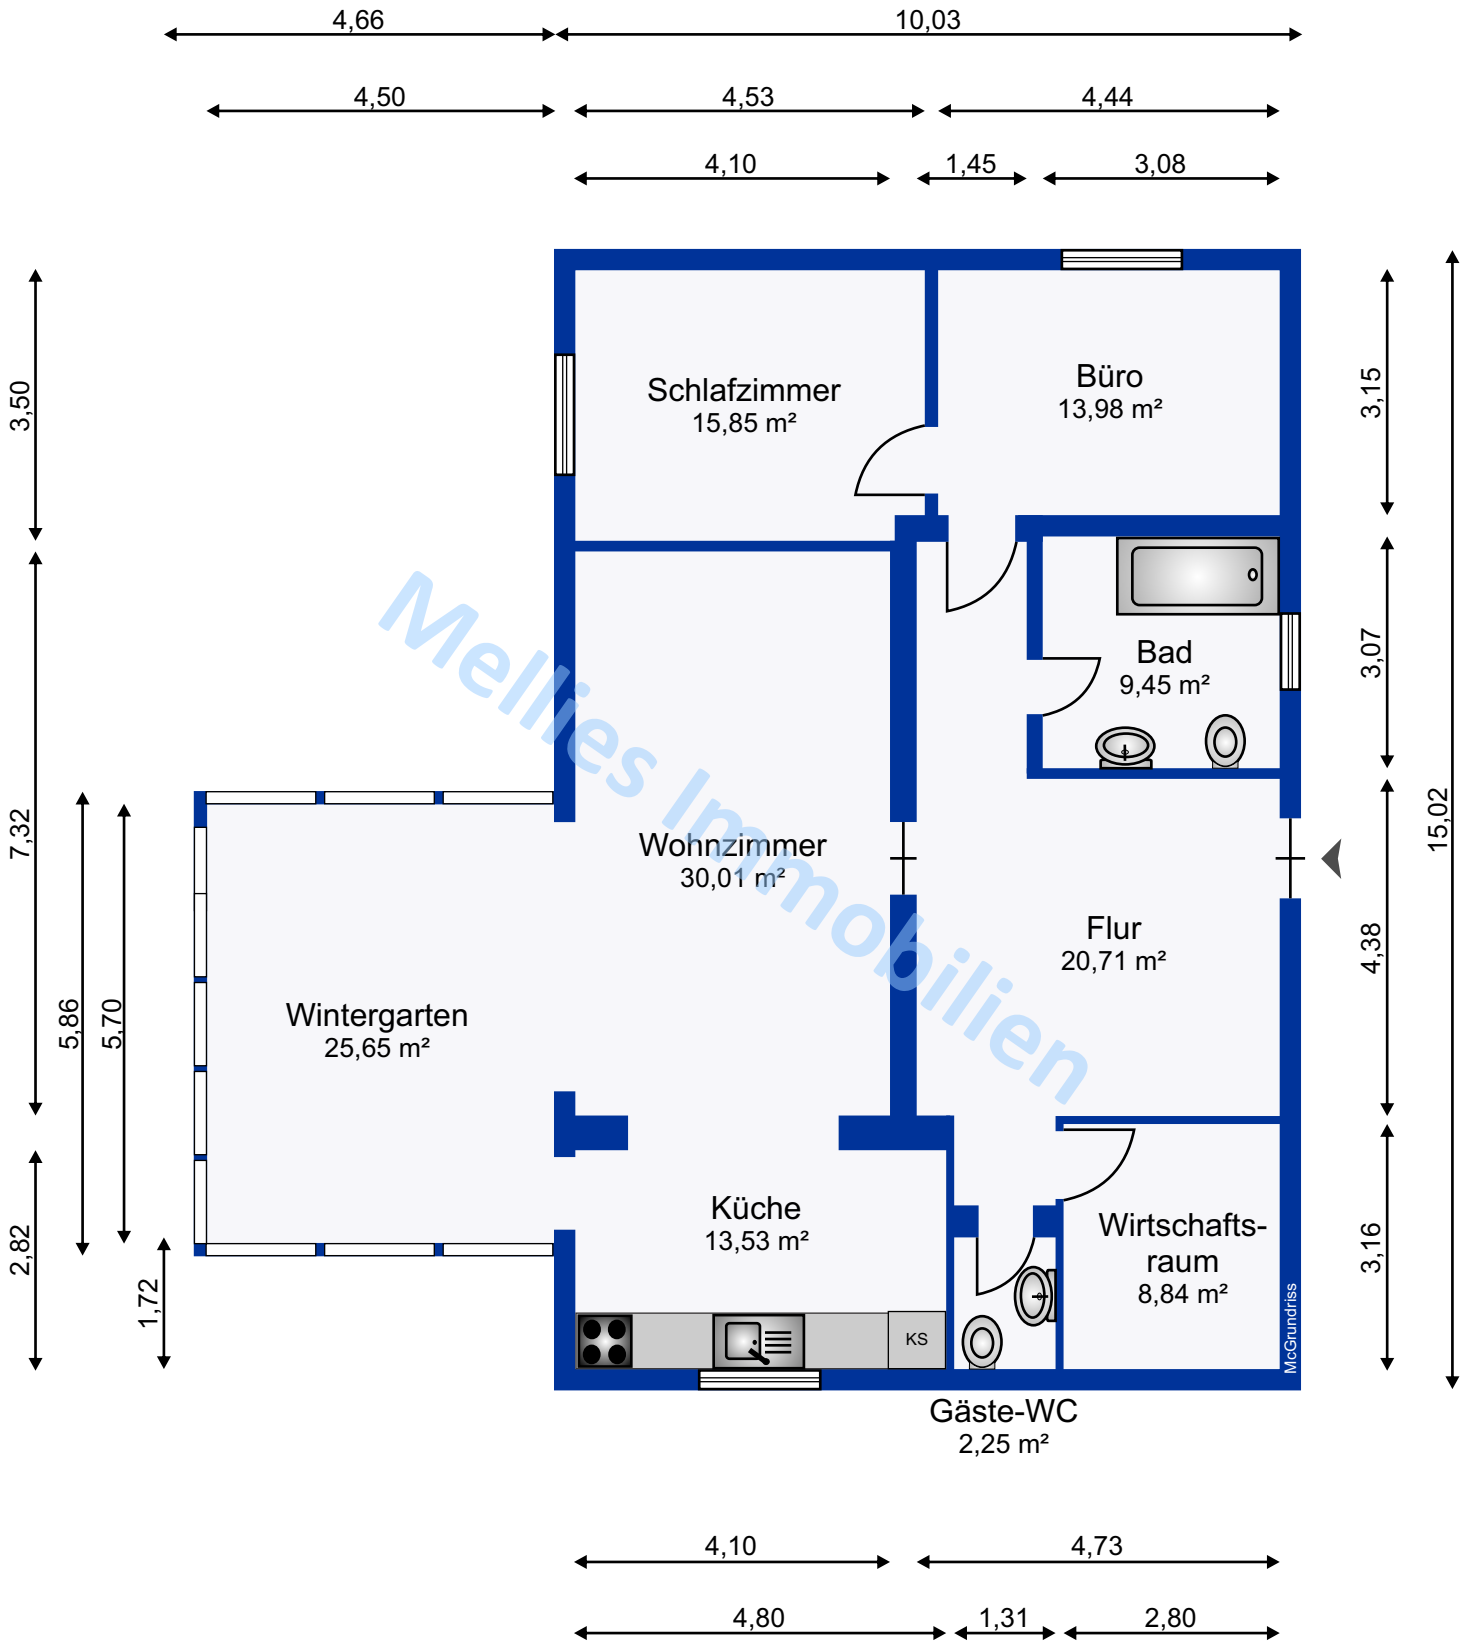 4,66
10,03
4,50
4,53
4,44
4,10
1,45
3,08
3,50
Schlafzimmer
15,85 m²
Büro
13,98 m²
3,15
Bad
9,45 m²
3,07
7,32
Wohnzimmer
30,01 m²
15,02
Flur
20,71 m²
4,38
5,86
5,70
Wintergarten
25,65 m²
Mellies Immobilien
2,82
1,72
Küche
13,53 m²
Wirtschafts-
raum
8,84 m²
3,16
KS
McGrundriss
Gäste-WC
2,25 m²
4,10
4,73
4,80
1,31
2,80